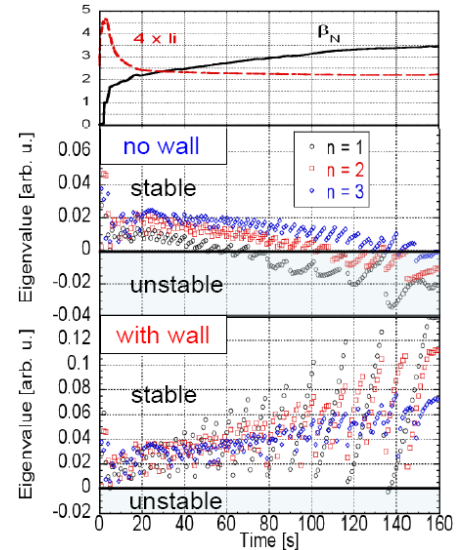 5
4
3
2
1
0
4 x li
βN
Eigenvalue [arb. u.]
0.06
0.04
0.02
0
-0.02
-0.04
no wall
stable
unstable
n = 1
n = 2
n = 3
Eigenvalue [arb. u.]
0.12
0.1
0.08
0.06
0.04
0.02
0
-0.02
with wall
stable
unstable
0 20 40 60 80 100 120 140 160
Time [s]